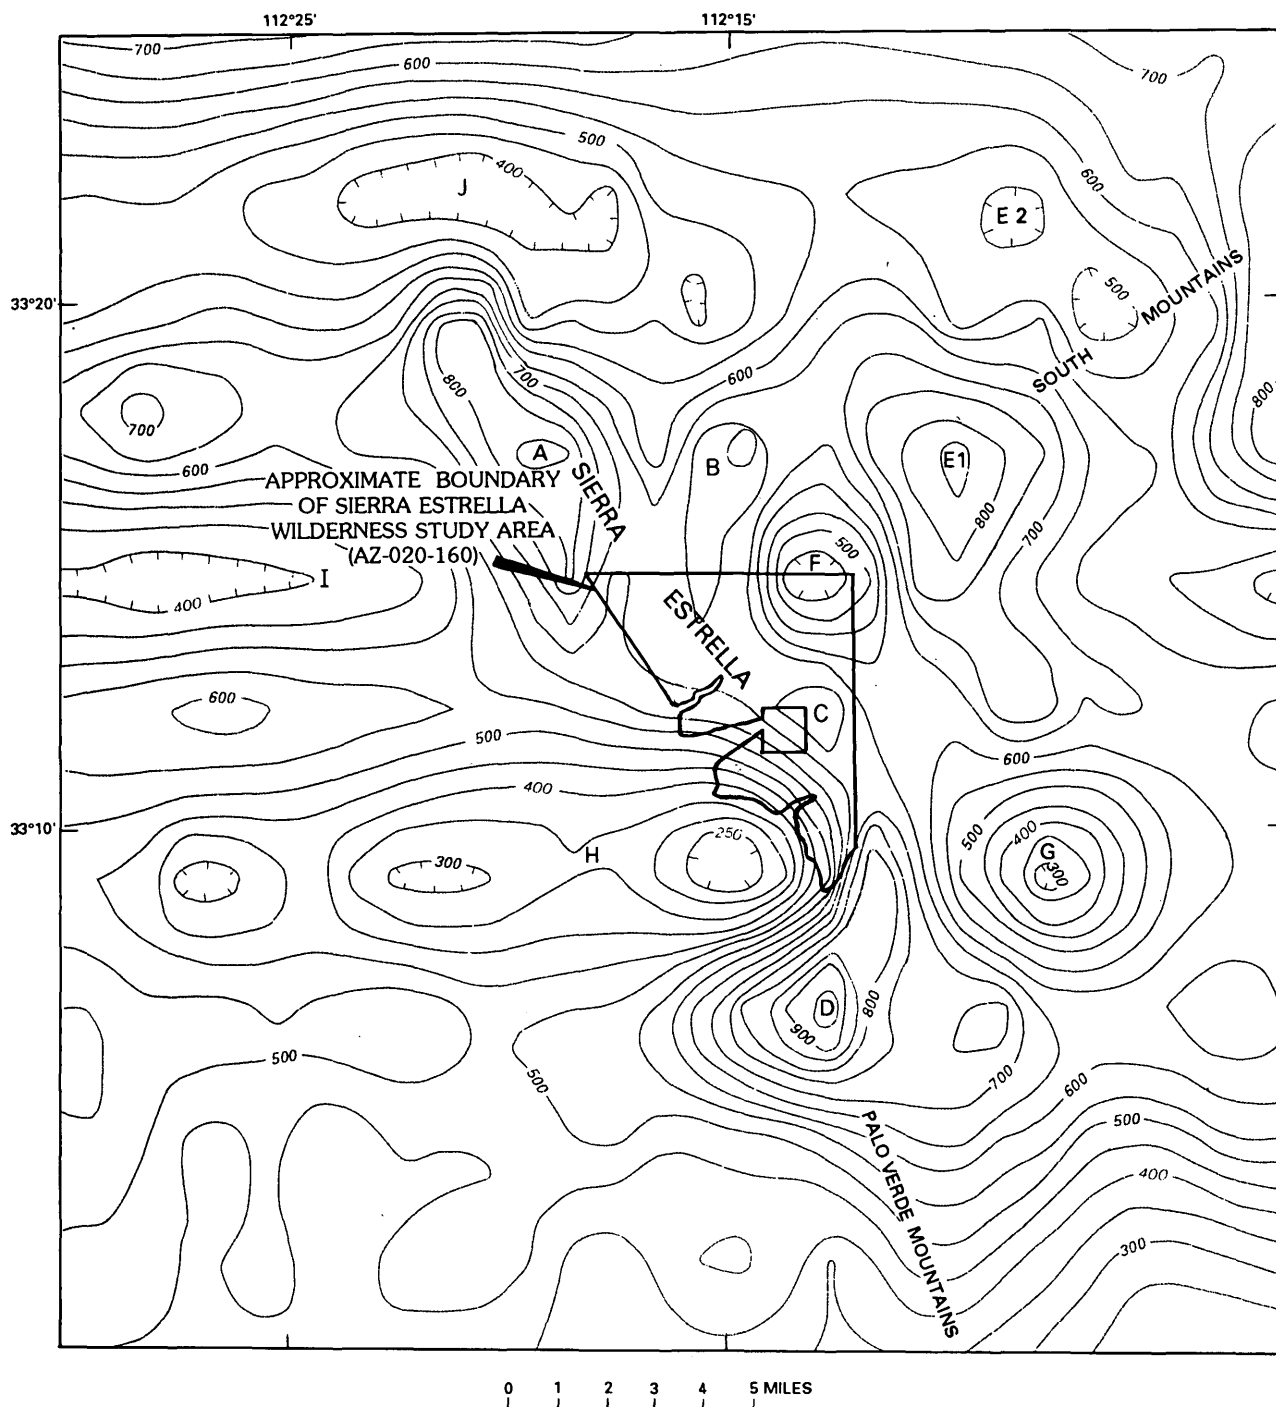 112°25'
112°15'
700
600
700
500
400
J
600
E 2
500
MOUNTAINS
33°20'
SOUTH
700
600
800
800
700
A
B
E1
600
SIERRA
800
700
APPROXIMATE BOUNDARY
OF SIERRA ESTRELLA
WILDERNESS STUDY AREA
(AZ-020-160)
500
F
I
400
ESTRELLA
600
C
500
600
400
33°10'
250
500
400
H
G
300
300
D
800
900
500
500
700
600
500
PALO VERDE MOUNTAINS
400
300
0 1 2 3 4 5 MILES